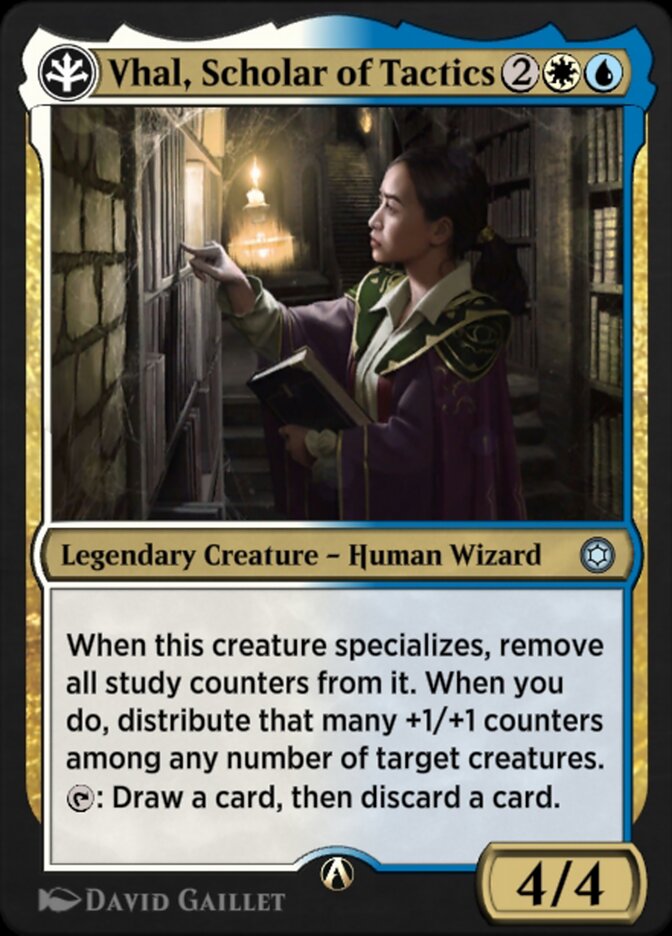 Vhal, Scholar of Tactics 2
Legendary Creature – Human Wizard
When this creature specializes, remove
all study counters from it. When you
do, distribute that many +1/+1 counters
among any number of target creatures.
: Draw a card, then discard a card.
DAVID GAILLET
4/4